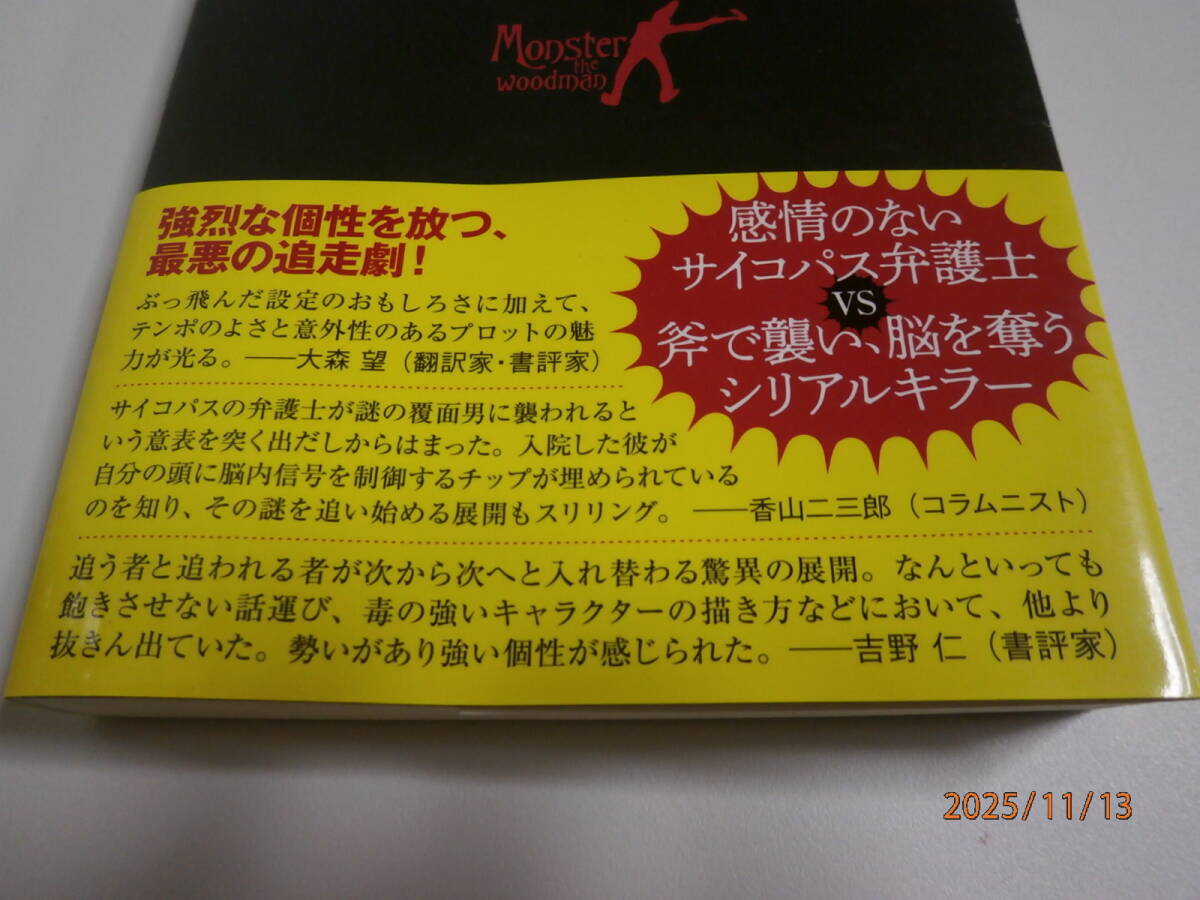 Monster
the
woodman
強烈な個性を放つ、
最悪の追走劇！
ぶっ飛んだ設定のおもしろさに加えて、
テンポのよさと意外性のあるプロットの魅
力が光る。――大森 望（翻訳家・書評家）
感情のない
サイコパス弁護士
VS
斧で襲い、脳を奪う
シリアルキラー
サイコパスの弁護士が謎の覆面男に襲われると
いう意表を突く出だしからはまった。入院した彼が
自分の頭に脳内信号を制御するチップが埋められている
のを知り、その謎を追い始める展開もスリリング。――香山二三郎（コラムニスト）
追う者と追われる者が次から次へと入れ替わる驚異の展開。なんといっても
飽きさせない話運び、毒の強いキャラクターの描き方などにおいて、他より
抜きん出ていた。勢いがあり強い個性が感じられた。――吉野 仁（書評家）
2025/11/13